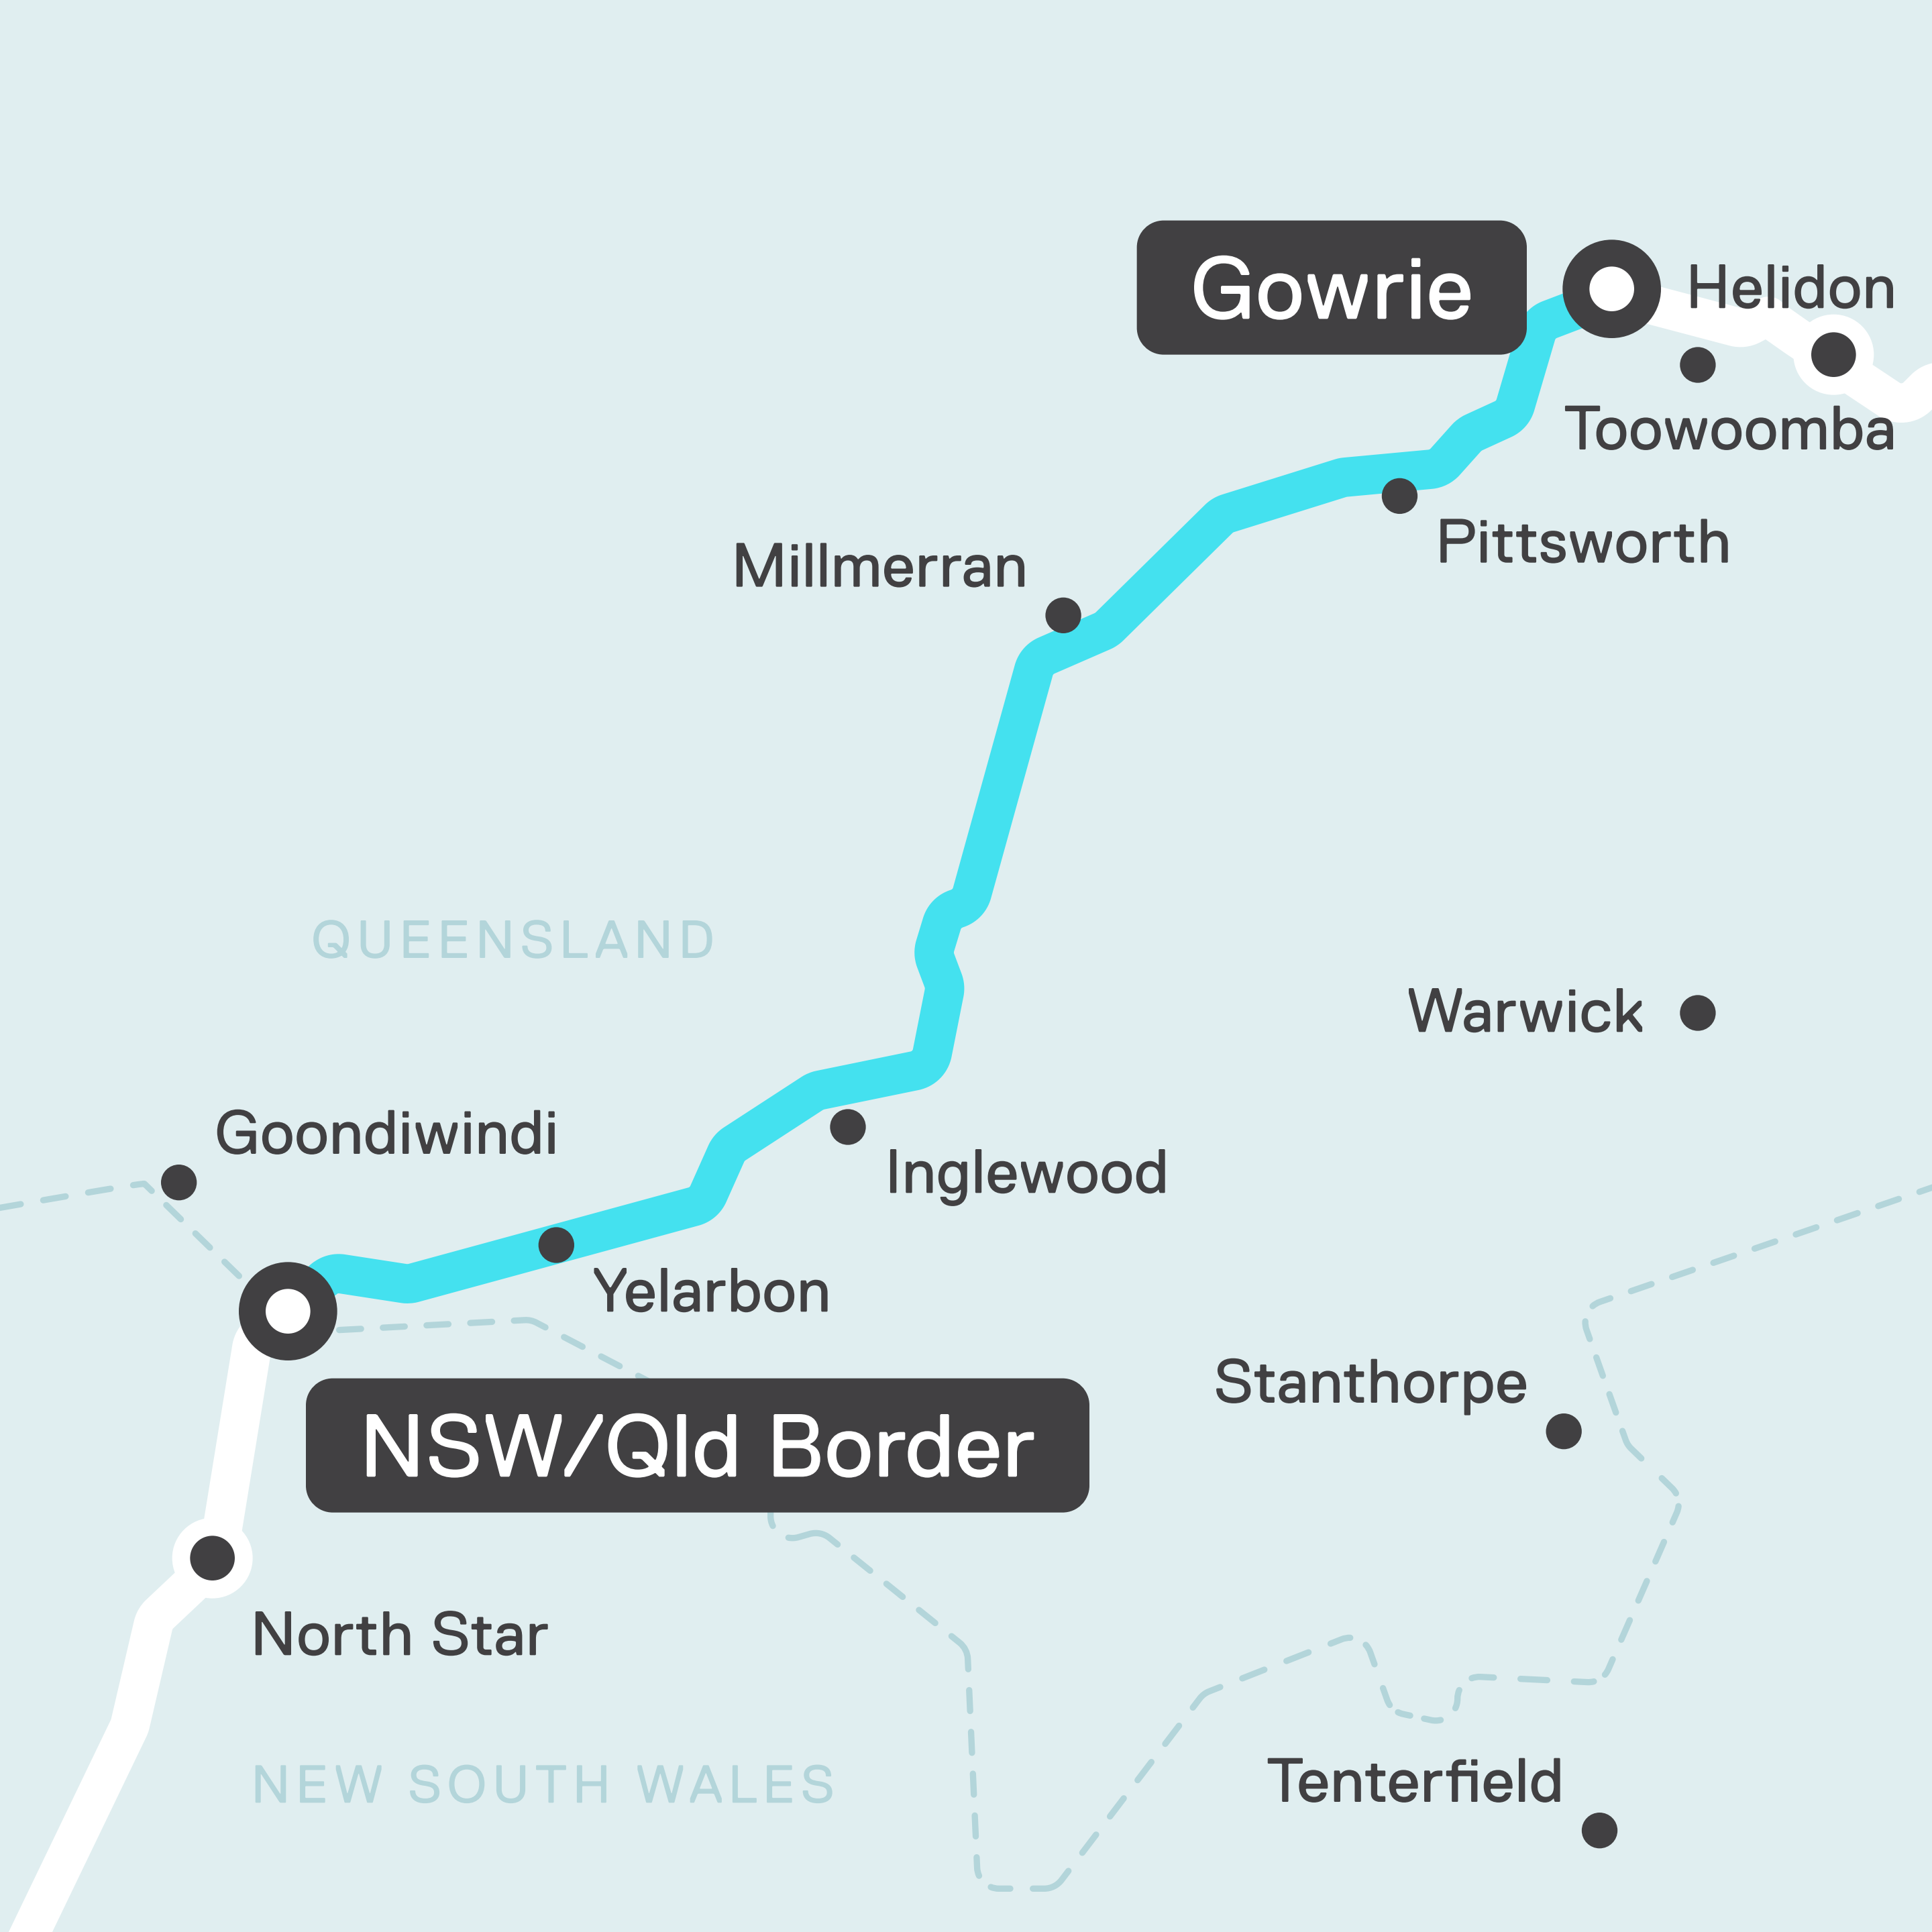 Gowrie
Helidon
Toowoomba
Pittsworth
Millmerran
QUEENSLAND
Warwick
Goondiwindi
Inglewood
Yelarbon
Stanthorpe
NSW/Qld Border
North Star
Tenterfield
NEW SOUTH WALES